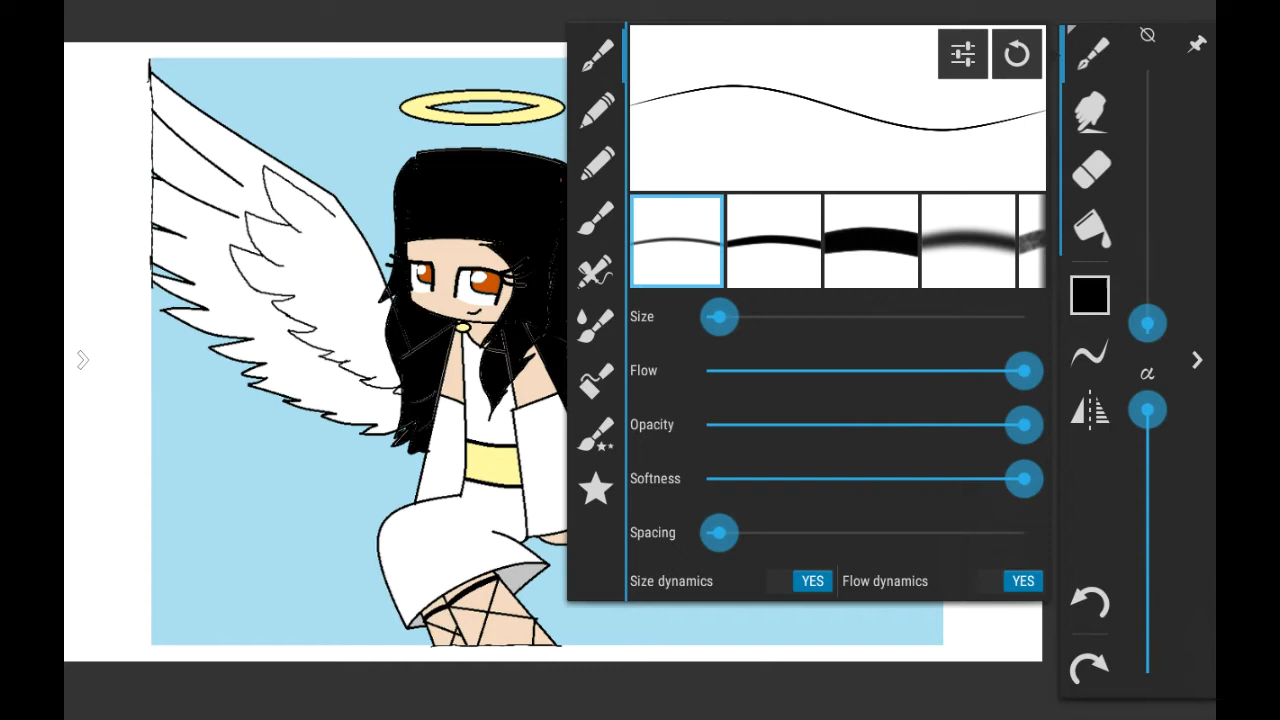 Size
Flow
α
Opacity
Softness
Spacing
Size dynamics YES Flow dynamics YES